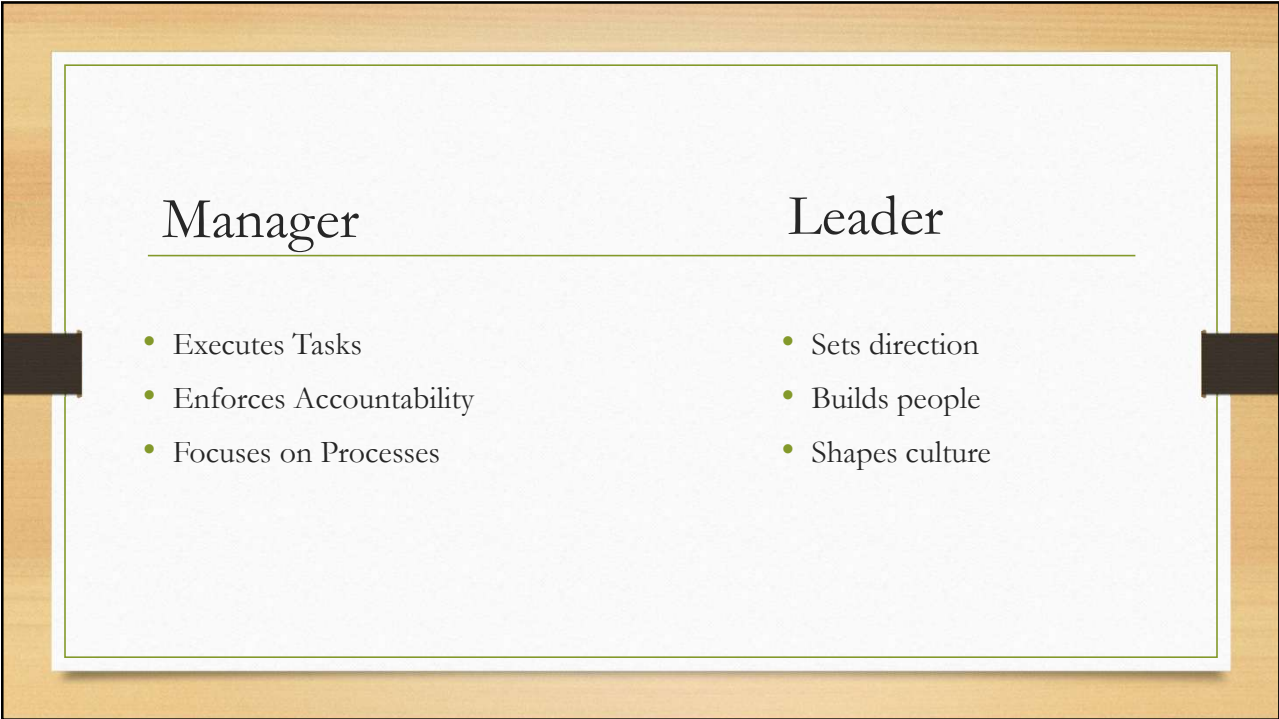 Manager
Executes Tasks
Enforces Accountability
Focuses on Processes
Leader
Sets direction
Builds people
Shapes culture